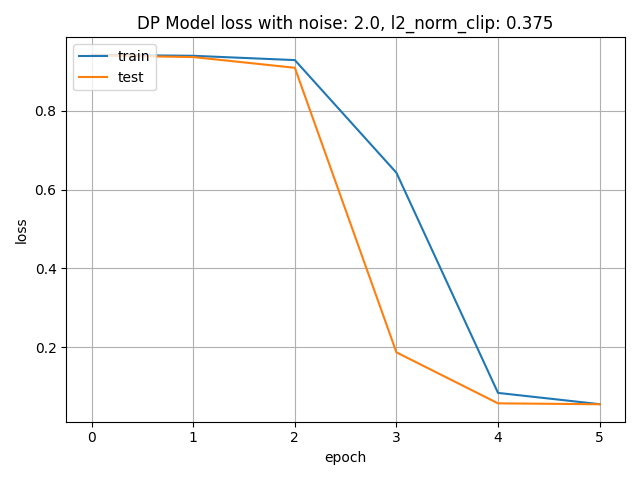 DP Model loss with noise: 2.0, l2_norm_clip: 0.375
train
test
0.8
0.6
0.4
0.2
loss
0 1 2 3 4 5
epoch